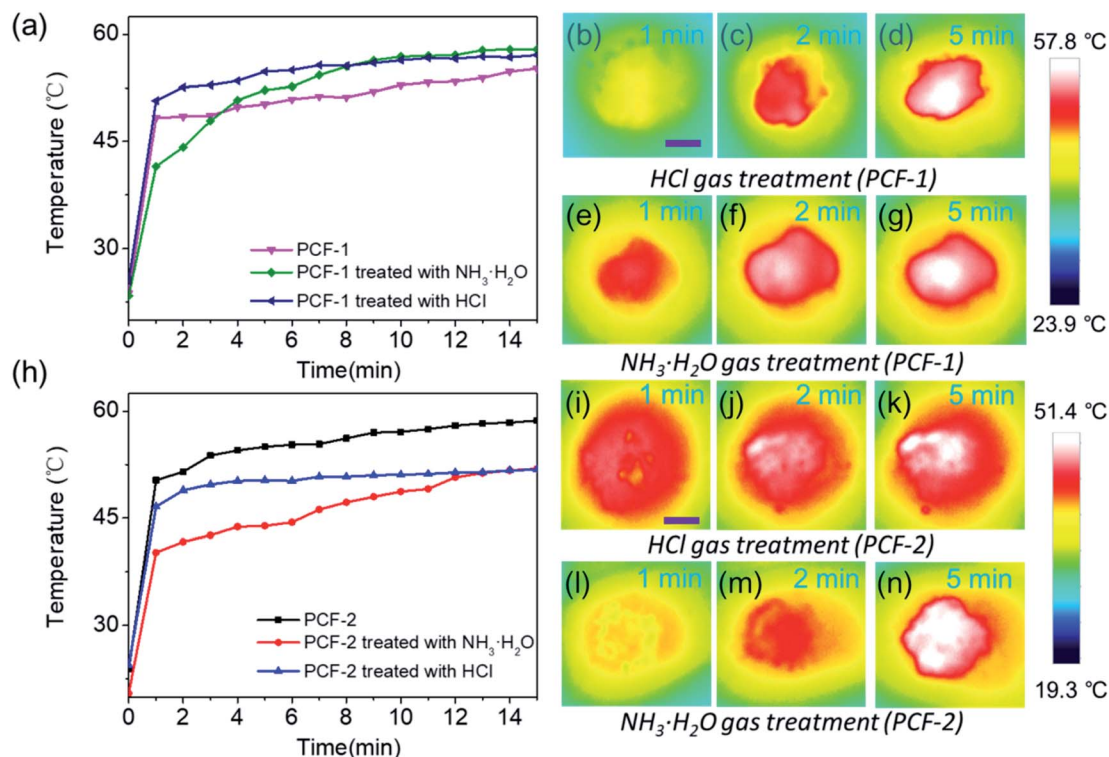 (a)
60
45
30
Temperature (℃)
PCF-1
PCF-1 treated with NH₃·H₂O
PCF-1 treated with HCl
0 2 4 6 8 10 12 14
Time(min)
(b) 1 min (c) 2 min (d) 5 min
HCl gas treatment (PCF-1)
(e) 1 min (f) 2 min (g) 5 min
NH₃·H₂O gas treatment (PCF-1)
57.8 ℃
23.9 ℃
(h)
60
45
30
Temperature (℃)
PCF-2
PCF-2 treated with NH₃·H₂O
PCF-2 treated with HCl
0 2 4 6 8 10 12 14
Time(min)
(i) 1 min (j) 2 min (k) 5 min
HCl gas treatment (PCF-2)
(l) 1 min (m) 2 min (n) 5 min
NH₃·H₂O gas treatment (PCF-2)
51.4 ℃
19.3 ℃